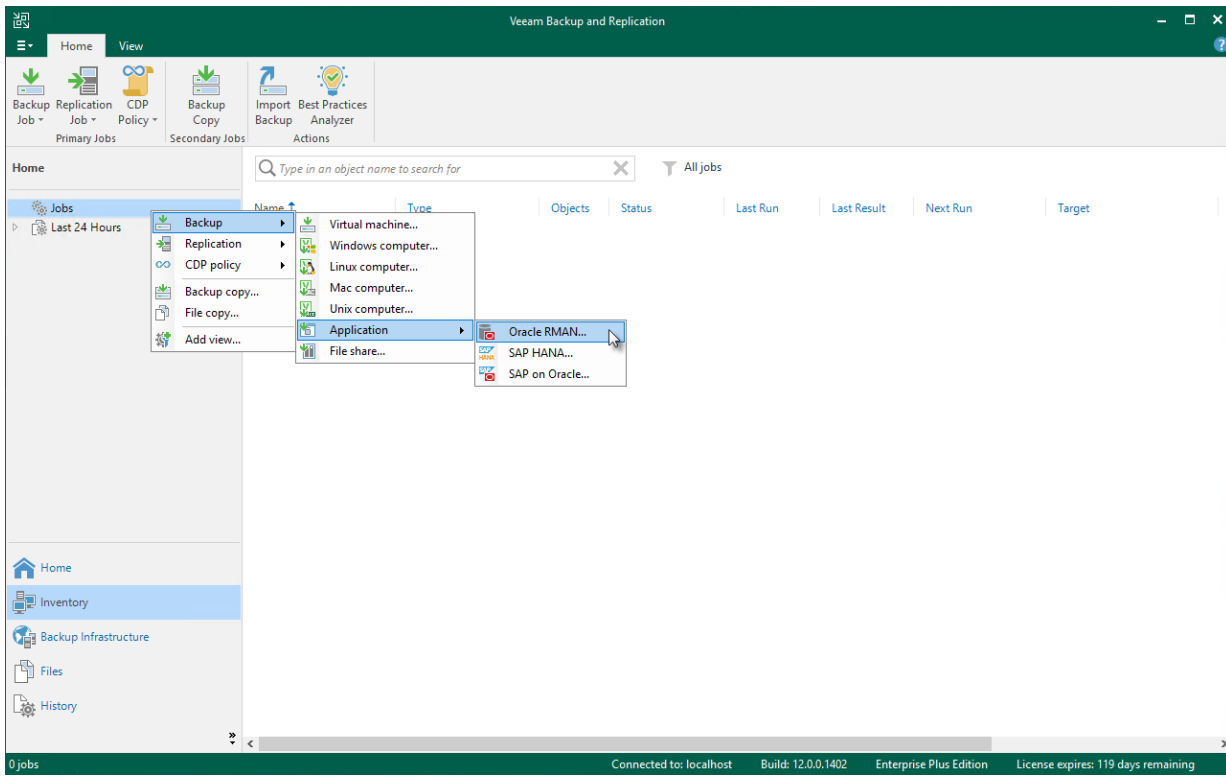 Veeam Backup and Replication
Home View
Backup Job
Replication Job
CDP Policy
Primary Jobs
Backup Copy
Secondary Jobs
Import Backup
Best Practices Analyzer
Actions
Home
Type in an object name to search for
All jobs
Jobs
Last 24 Hours
Name Type Objects Status Last Run Last Result Next Run Target
Backup
Replication
CDP policy
Backup copy...
File copy...
Add view...
Virtual machine...
Windows computer...
Linux computer...
Mac computer...
Unix computer...
Application
File share...
Oracle RMAN...
SAP HANA...
SAP on Oracle...
Home
Inventory
Backup Infrastructure
Files
History
0 jobs Connected to: localhost Build: 12.0.0.1402 Enterprise Plus Edition License expires: 119 days remaining